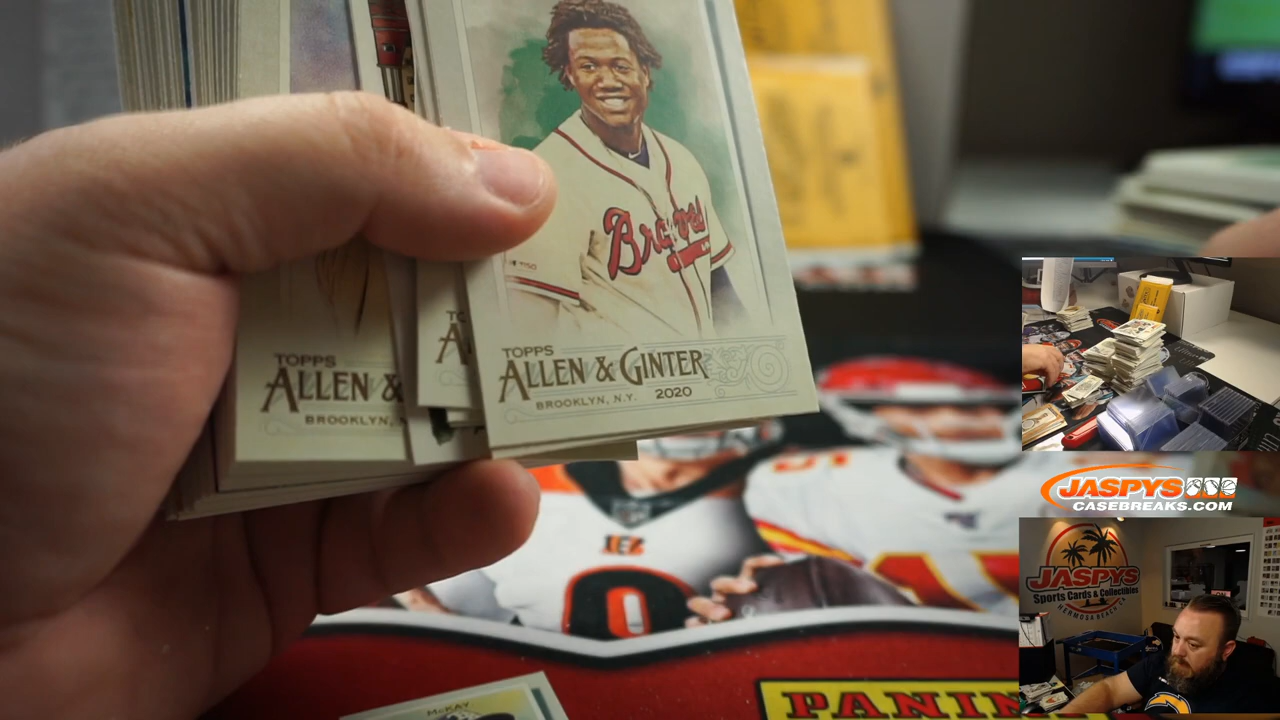 Braves
TOPPS
ALLEN & GINTER
BROOKLYN, N.Y. 2020
TOPPS
ALLEN &
BROOKLYN,
McKAY
PANINI
JASPYS
CASEBREAKS.COM
JASPYS
Sports Cards & Collectibles
HERMOSA BEACH, CA